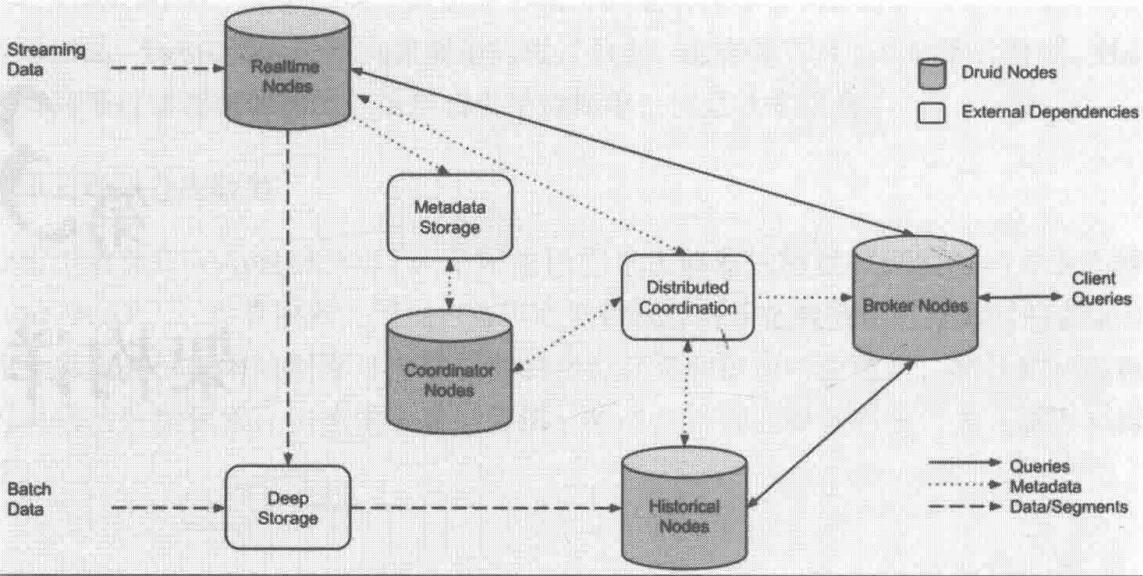 Streaming
Data
Realtime
Nodes
Druid Nodes
External Dependencies
Metadata
Storage
Distributed
Coordination
Broker Nodes
Client
Queries
Coordinator
Nodes
Batch
Data
Deep
Storage
Historical
Nodes
Queries
Metadata
Data/Segments